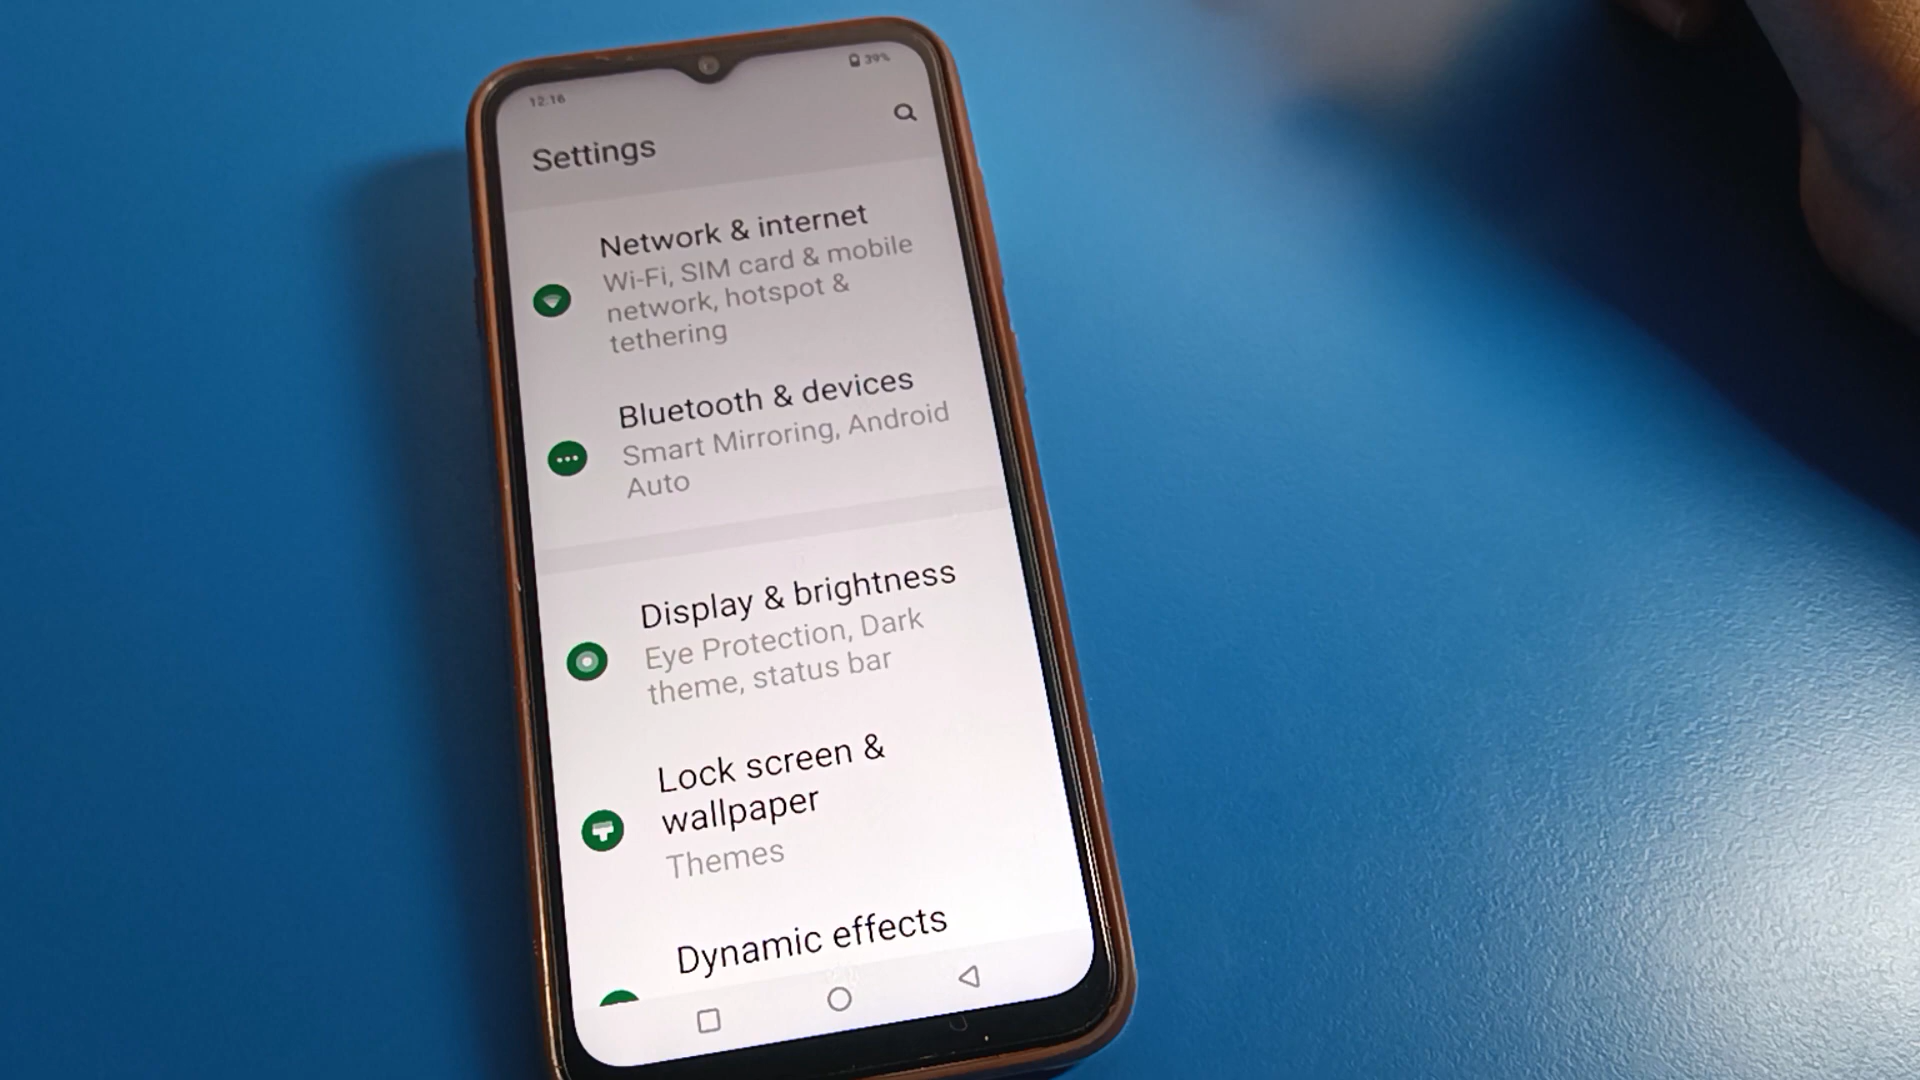 12:16
39%
Settings
Network & internet
Wi-Fi, SIM card & mobile
network, hotspot &
tethering
Bluetooth & devices
Smart Mirroring, Android
Auto
Display & brightness
Eye Protection, Dark
theme, status bar
Lock screen &
wallpaper
Themes
Dynamic effects